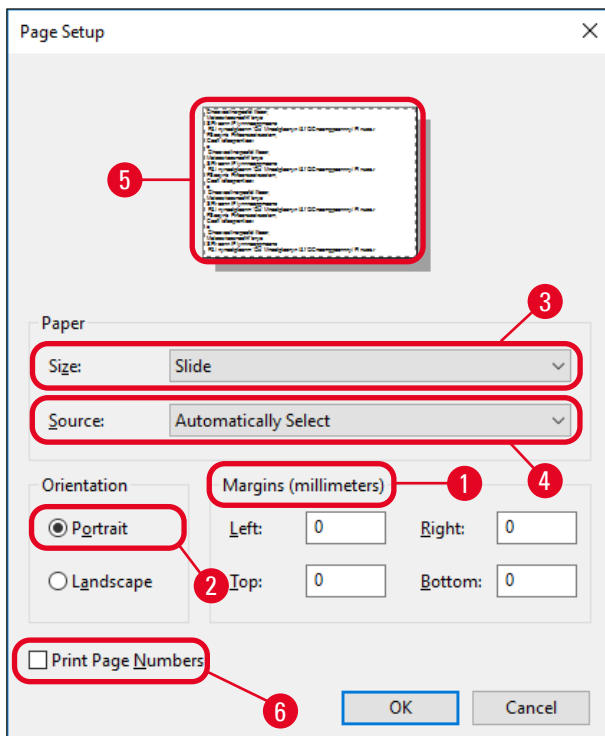 Page Setup
5
3
Paper
Size: Slide
Source: Automatically Select
4
Orientation
Margins (millimeters)
1
Portrait
Left: 0 Right: 0
2
Landscape
Top: 0 Bottom: 0
Print Page Numbers
6
OK Cancel